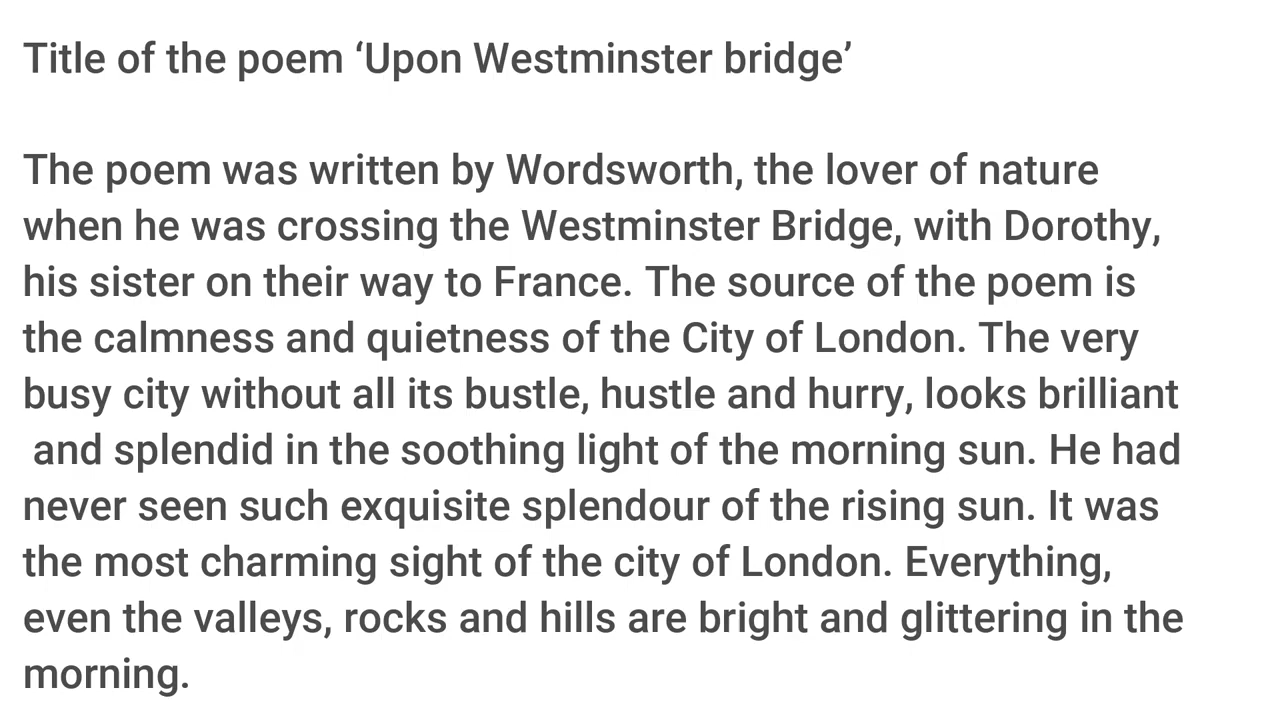 Title of the poem ‘Upon Westminster bridge’
The poem was written by Wordsworth, the lover of nature
when he was crossing the Westminster Bridge, with Dorothy,
his sister on their way to France. The source of the poem is
the calmness and quietness of the City of London. The very
busy city without all its bustle, hustle and hurry, looks brilliant
and splendid in the soothing light of the morning sun. He had
never seen such exquisite splendour of the rising sun. It was
the most charming sight of the city of London. Everything,
even the valleys, rocks and hills are bright and glittering in the
morning.